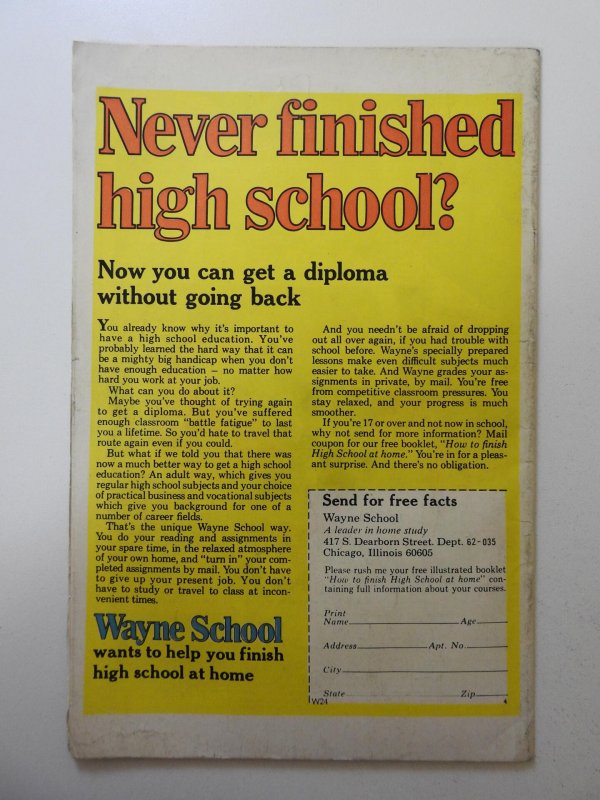 Never finished
high school?
Now you can get a diploma
without going back
You already know why it's important to
have a high school education. You've
probably learned the hard way that it can
be a mighty big handicap when you don't
have enough education – no matter how
hard you work at your job.
What can you do about it?
Maybe you've thought of trying again
to get a diploma. But you've suffered
enough classroom "battle fatigue" to last
you a lifetime. So you'd hate to travel that
route again even if you could.
But what if we told you that there was
now a much better way to get a high school
education? An adult way, which gives you
regular high school subjects and your choice
of practical business and vocational subjects
which give you background for one of a
number of career fields.
That's the unique Wayne School way.
You do your reading and assignments in
your spare time, in the relaxed atmosphere
of your own home, and "turn in" your com-
pleted assignments by mail. You don't have
to give up your present job. You don't
have to study or travel to class at incon-
venient times.
Wayne School
wants to help you finish
high school at home
And you needn't be afraid of dropping
out all over again, if you had trouble with
school before. Wayne's specially prepared
lessons make even difficult subjects much
easier to take. And Wayne grades your as-
signments in private, by mail. You're free
from competitive classroom pressures. You
stay relaxed, and your progress is much
smoother.
If you're 17 or over and not now in school,
why not send for more information? Mail
coupon for our free booklet, "How to finish
High School at home." You're in for a pleas-
ant surprise. And there's no obligation.
Send for free facts
Wayne School
A leader in home study
417 S. Dearborn Street. Dept. 62-035
Chicago, Illinois 60605
Please rush me your free illustrated booklet
"How to finish High School at home" con-
taining full information about your courses.
Print
Name Age
Address Apt. No.
City
State Zip
W24 4